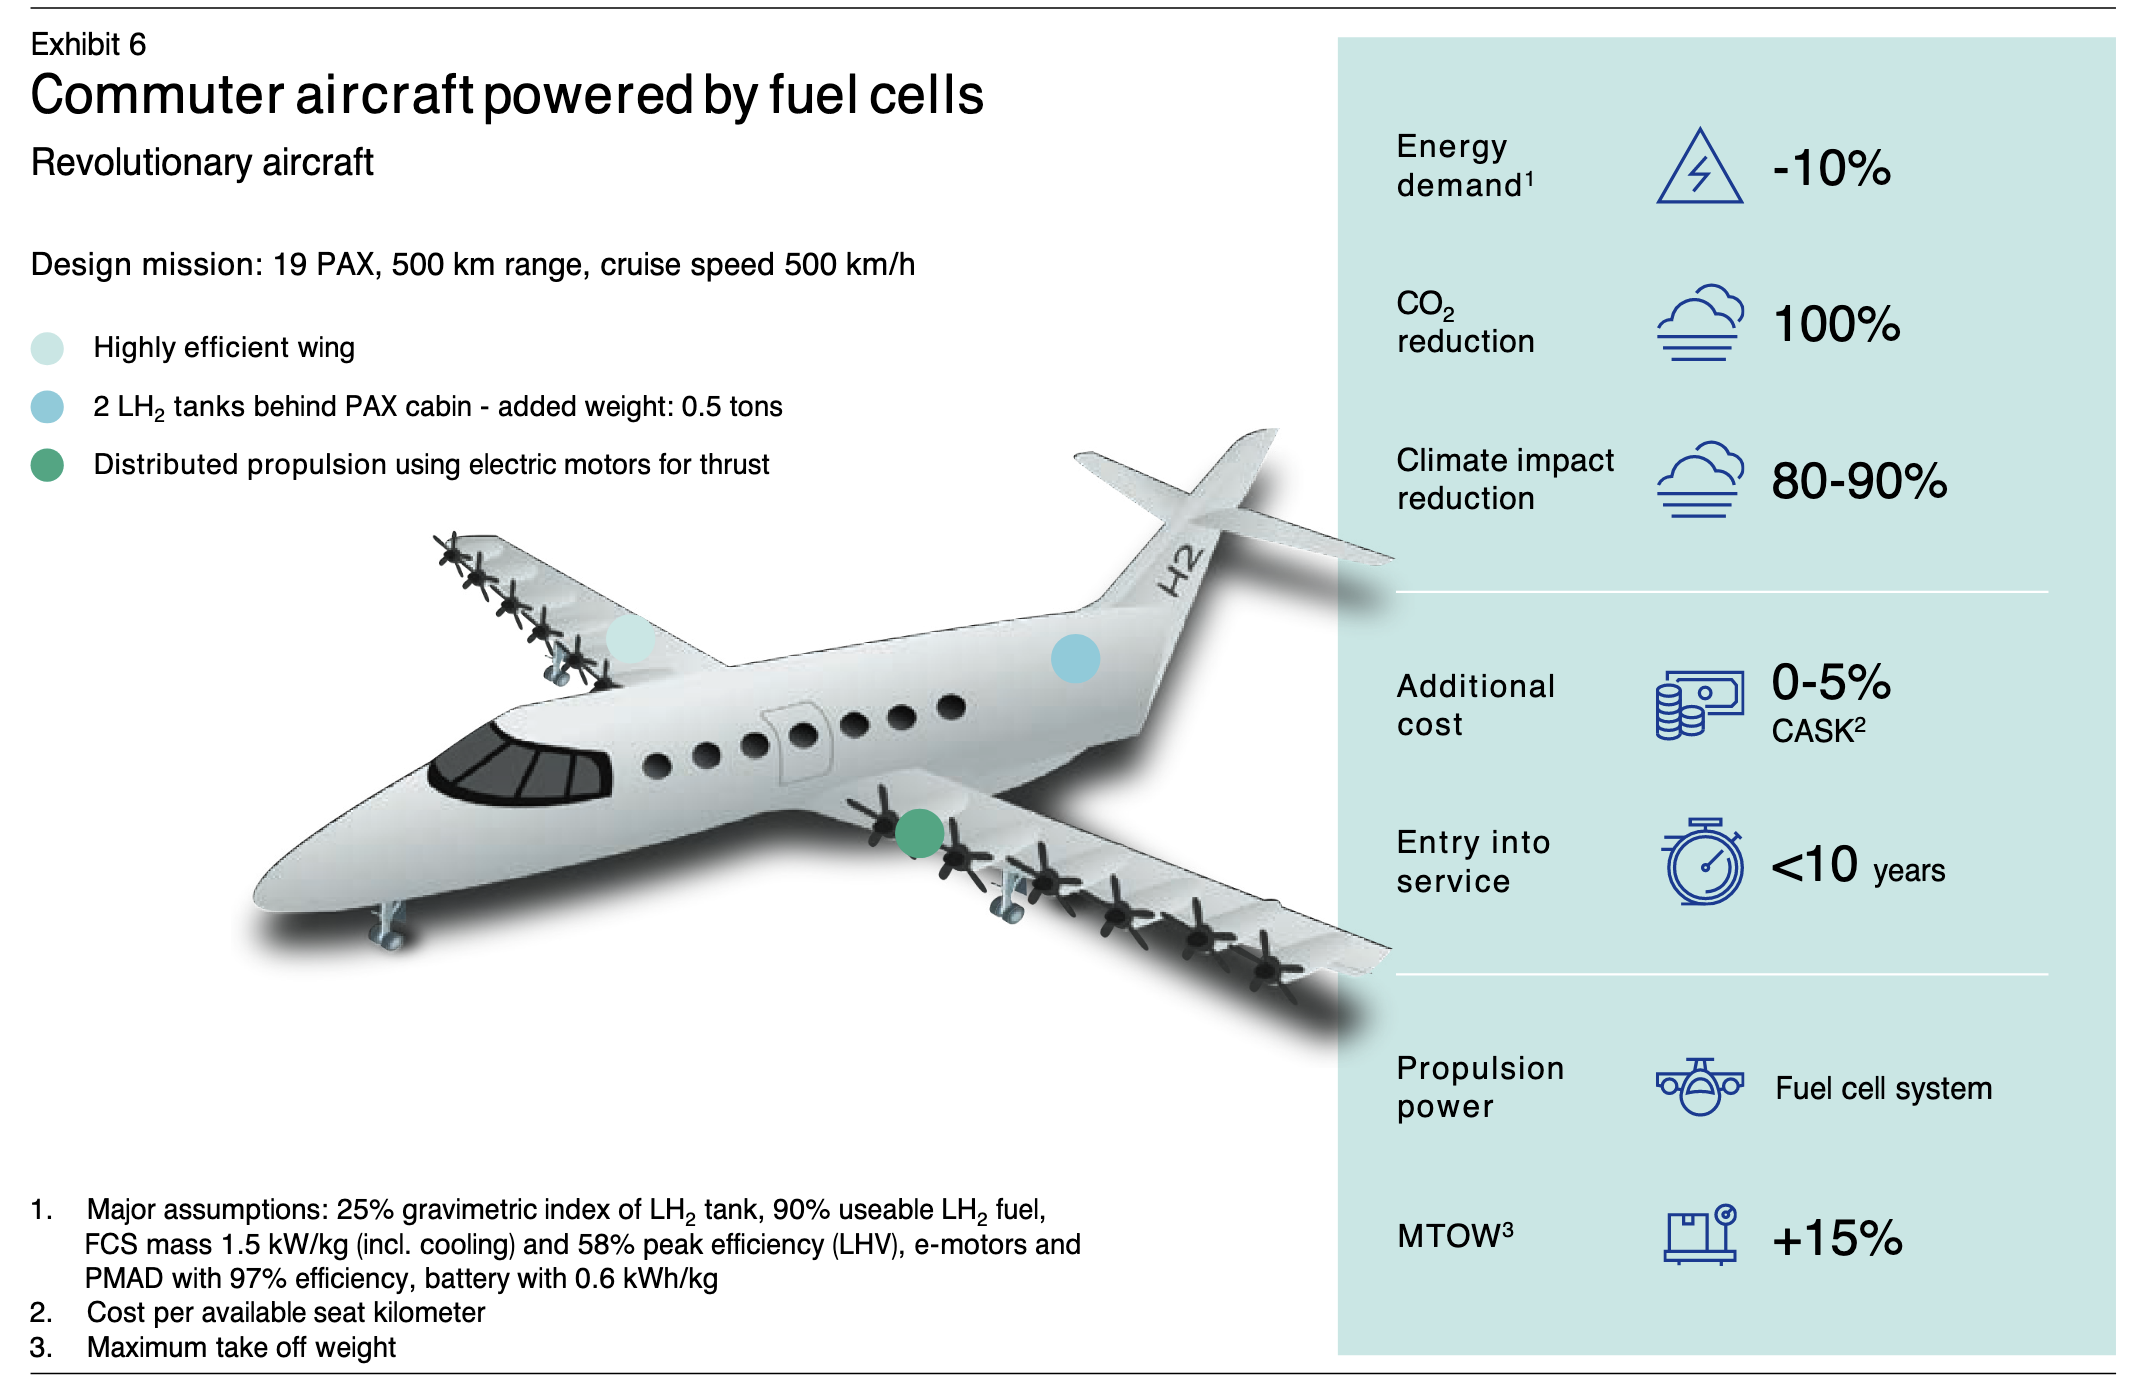 Exhibit 6
Commuter aircraft powered by fuel cells
Revolutionary aircraft
Design mission: 19 PAX, 500 km range, cruise speed 500 km/h
Highly efficient wing
2 LH₂ tanks behind PAX cabin - added weight: 0.5 tons
Distributed propulsion using electric motors for thrust
H2
Energy
demand¹
-10%
CO₂
reduction
100%
Climate impact
reduction
80-90%
Additional
cost
0-5%
CASK²
Entry into
service
<10 years
Propulsion
power
Fuel cell system
MTOW³
+15%
1. Major assumptions: 25% gravimetric index of LH₂ tank, 90% useable LH₂ fuel,
FCS mass 1.5 kW/kg (incl. cooling) and 58% peak efficiency (LHV), e-motors and
PMAD with 97% efficiency, battery with 0.6 kWh/kg
2. Cost per available seat kilometer
3. Maximum take off weight